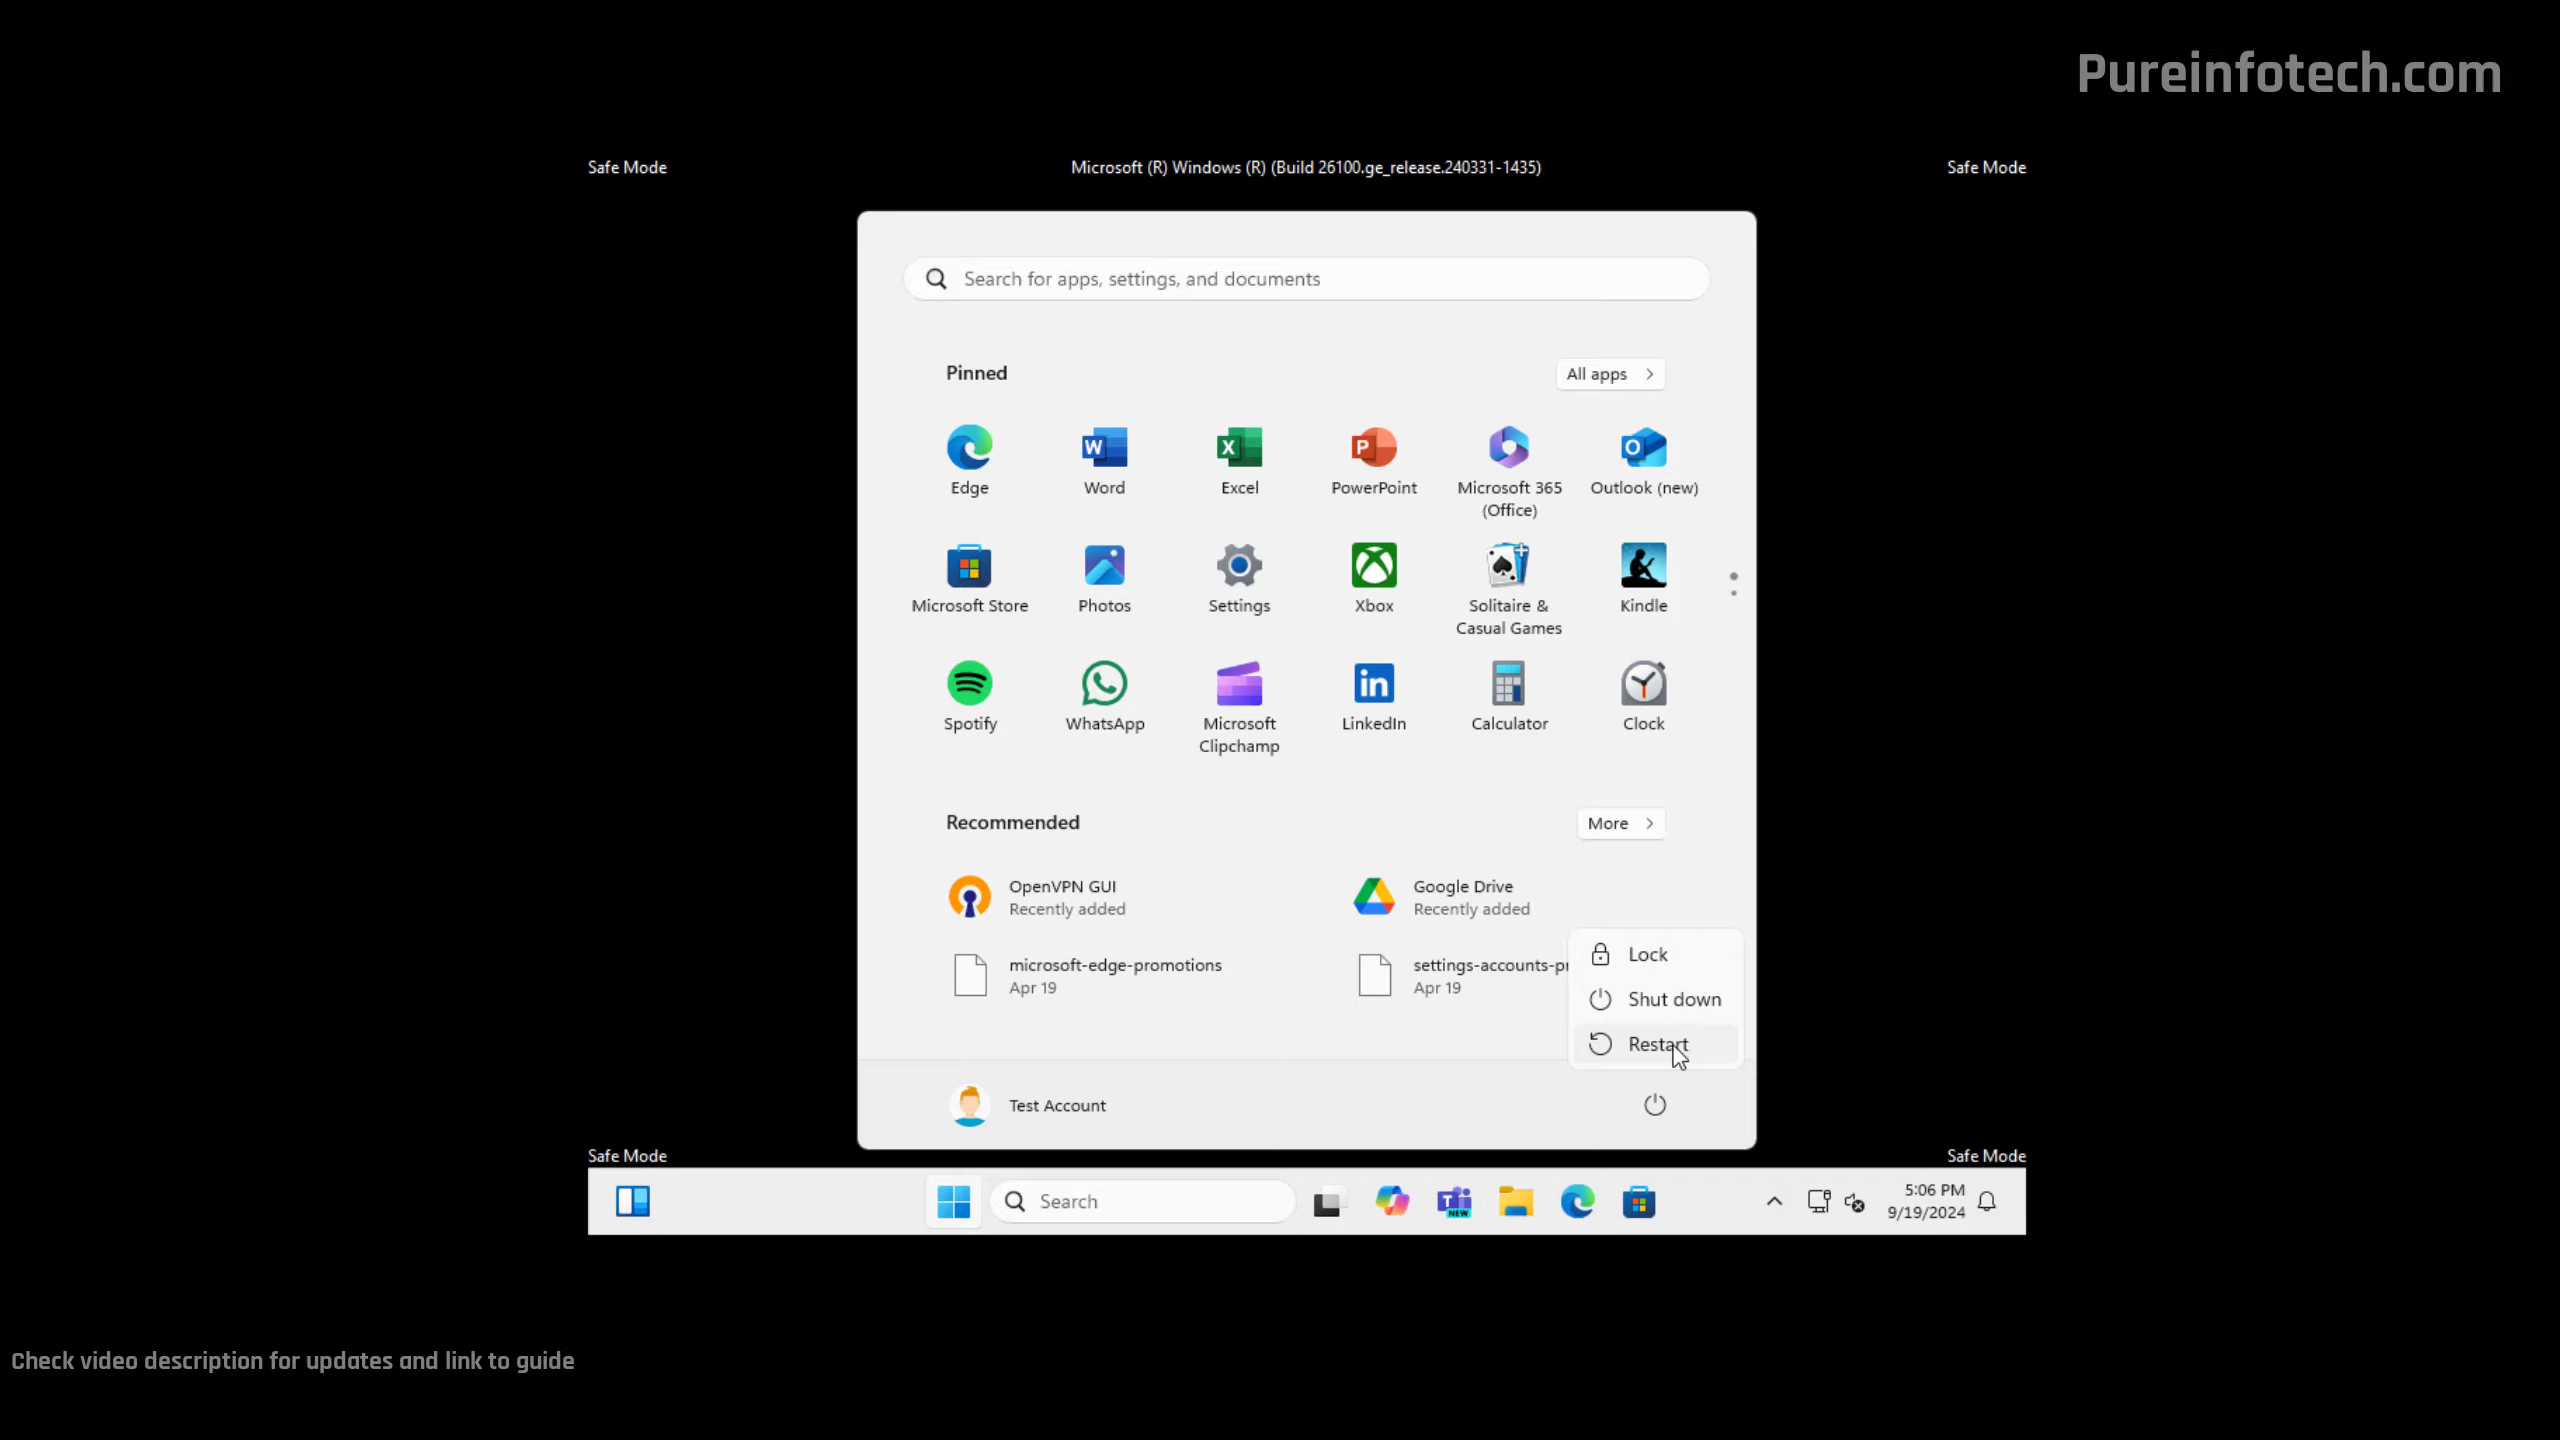 Pureinfotech.com
Safe Mode
Microsoft (R) Windows (R) (Build 26100.ge_release.240331-1435)
Safe Mode
Search for apps, settings, and documents
Pinned
All apps
Edge
Word
Excel
PowerPoint
Microsoft 365
(Office)
Outlook (new)
Microsoft Store
Photos
Settings
Xbox
Solitaire &
Casual Games
Kindle
Spotify
WhatsApp
Microsoft
Clipchamp
LinkedIn
Calculator
Clock
Recommended
More
OpenVPN GUI
Recently added
Google Drive
Recently added
microsoft-edge-promotions
Apr 19
settings-accounts-pr
Apr 19
Lock
Shut down
Restart
Test Account
Safe Mode
Safe Mode
Search
NEW
5:06 PM
9/19/2024
Check video description for updates and link to guide